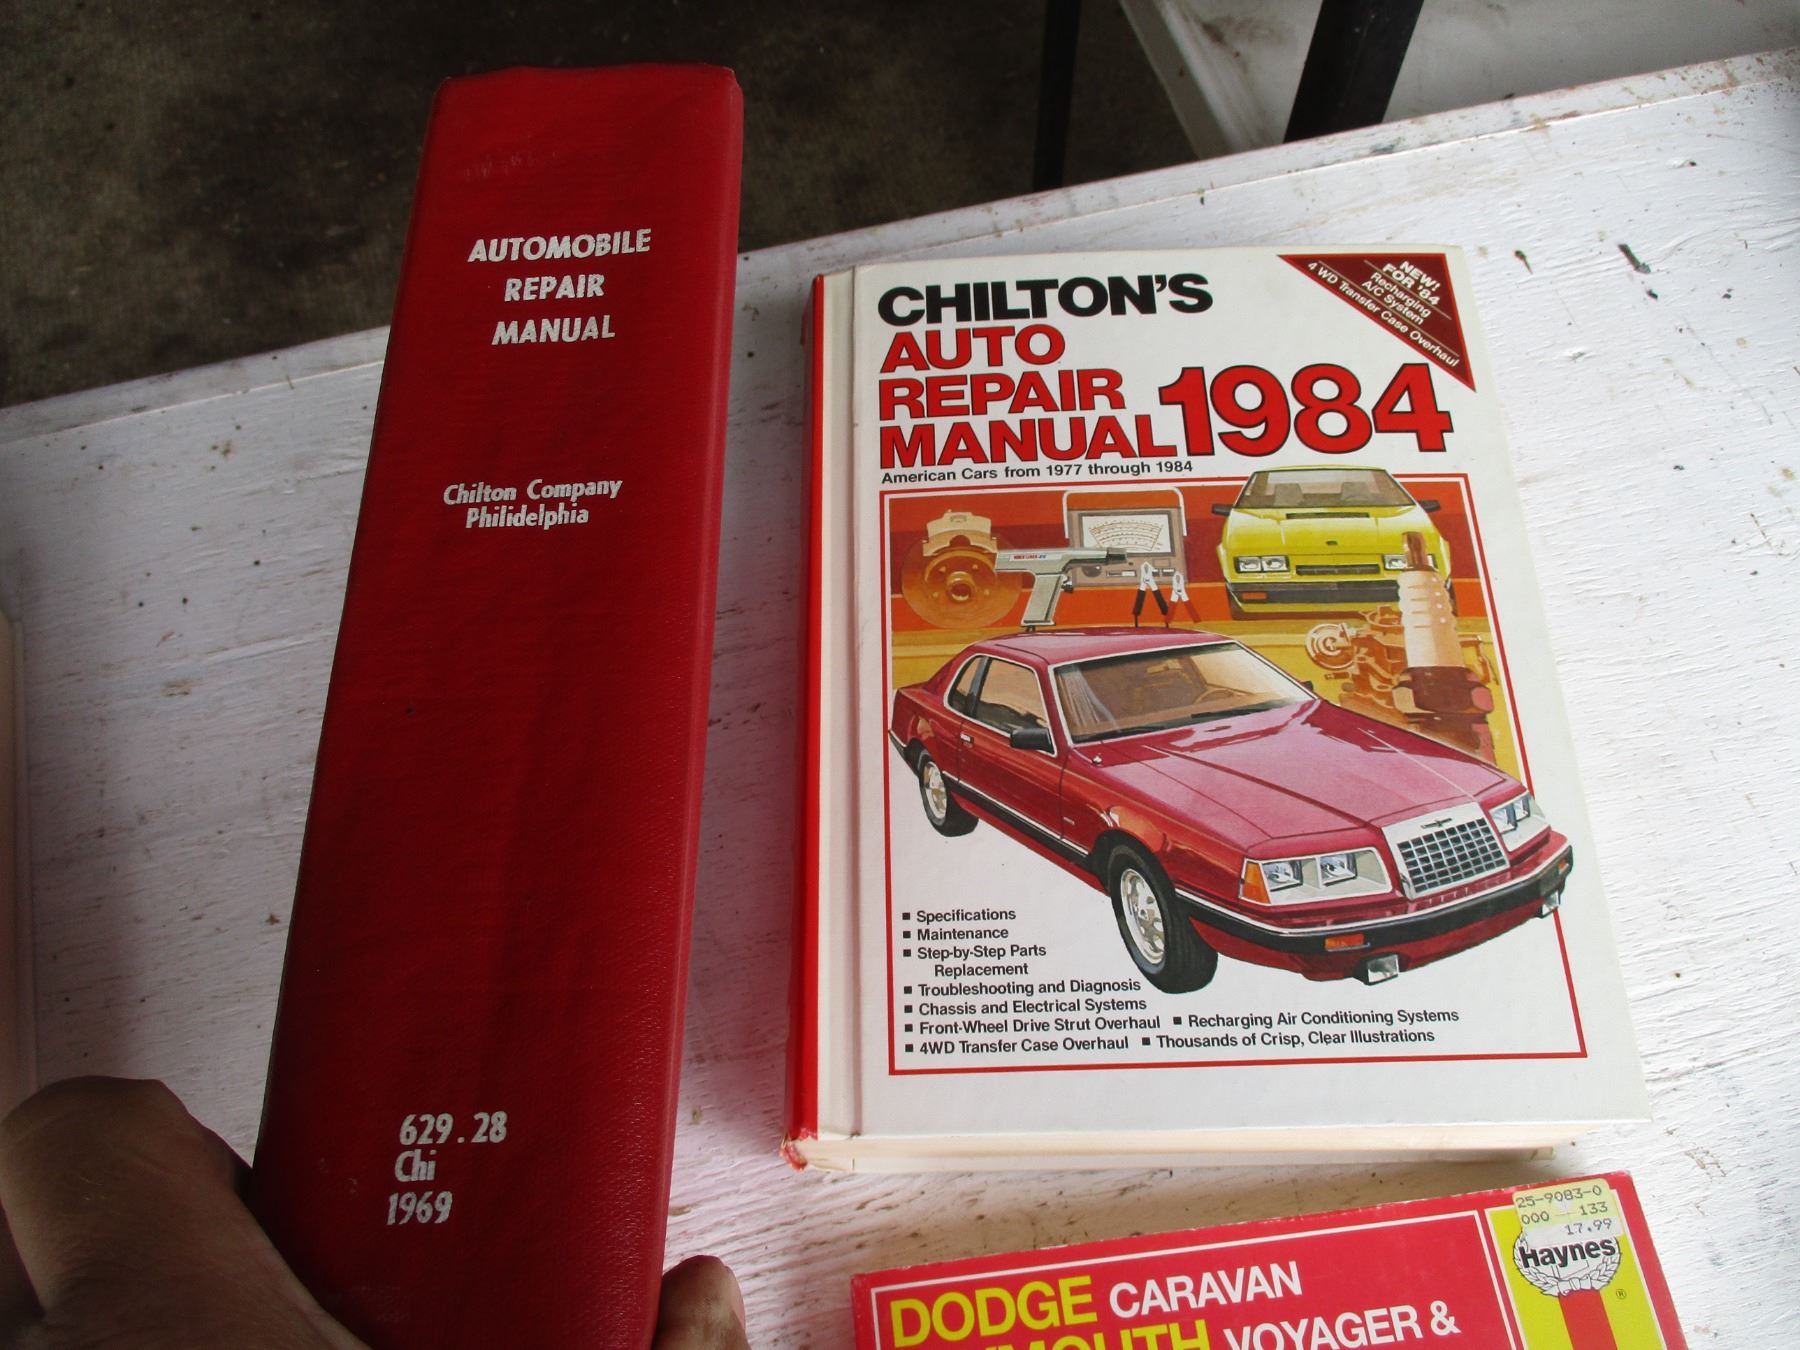 AUTOMOBILE
REPAIR
MANUAL
Chilton Company
Philidelphia
629.28
Chi
1969
CHILTON'S
AUTO
REPAIR
MANUAL 1984
American Cars from 1977 through 1984
NEW!
FOR '84
Recharging
A/C System
4 WD Transfer Case Overhaul
■ Specifications
■ Maintenance
■ Step-by-Step Parts
Replacement
■ Troubleshooting and Diagnosis
■ Chassis and Electrical Systems
■ Front-Wheel Drive Strut Overhaul ■ Recharging Air Conditioning Systems
■ 4WD Transfer Case Overhaul ■ Thousands of Crisp, Clear Illustrations
25-9083-0
000 133
17.99
Haynes
®
DODGE CARAVAN
VOYAGER &